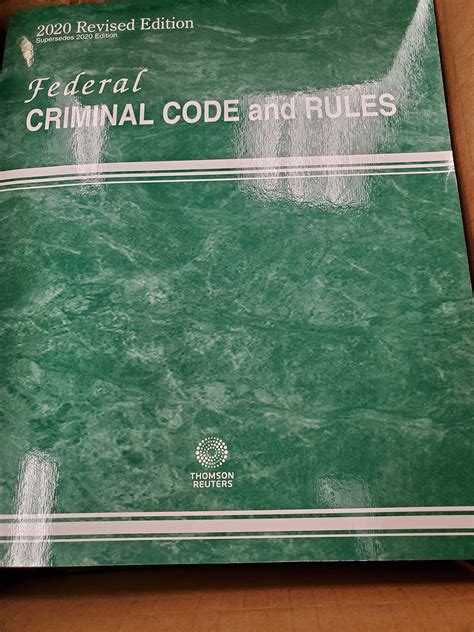 2020 Revised Edition
Supersedes 2020 Edition
Federal
CRIMINAL CODE and RULES
THOMSON
REUTERS